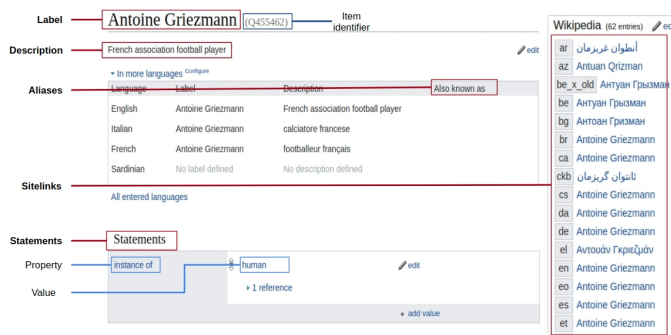 Label
Antoine Griezmann (Q455462)
Item
identifier
Description
French association football player
edit
In more languages Configure
Aliases
Language Label Description Also known as
English Antoine Griezmann French association football player
Italian Antoine Griezmann calciatore francese
French Antoine Griezmann footballeur français
Sardinian No label defined No description defined
Sitelinks
All entered languages
Statements
Statements
Property
instance of
human
edit
Value
1 reference
+ add value
Wikipedia (62 entries)
ar أنطوان غريزمان
az Antuan Qrizman
be_x_old Антуан Грызман
be Антуан Грызман
bg Антоан Гризман
br Antoine Griezmann
ca Antoine Griezmann
ckb ئانتوان گریزمان
cs Antoine Griezmann
da Antoine Griezmann
de Antoine Griezmann
el Αντουάν Γκριεζμάν
en Antoine Griezmann
eo Antoine Griezmann
es Antoine Griezmann
et Antoine Griezmann